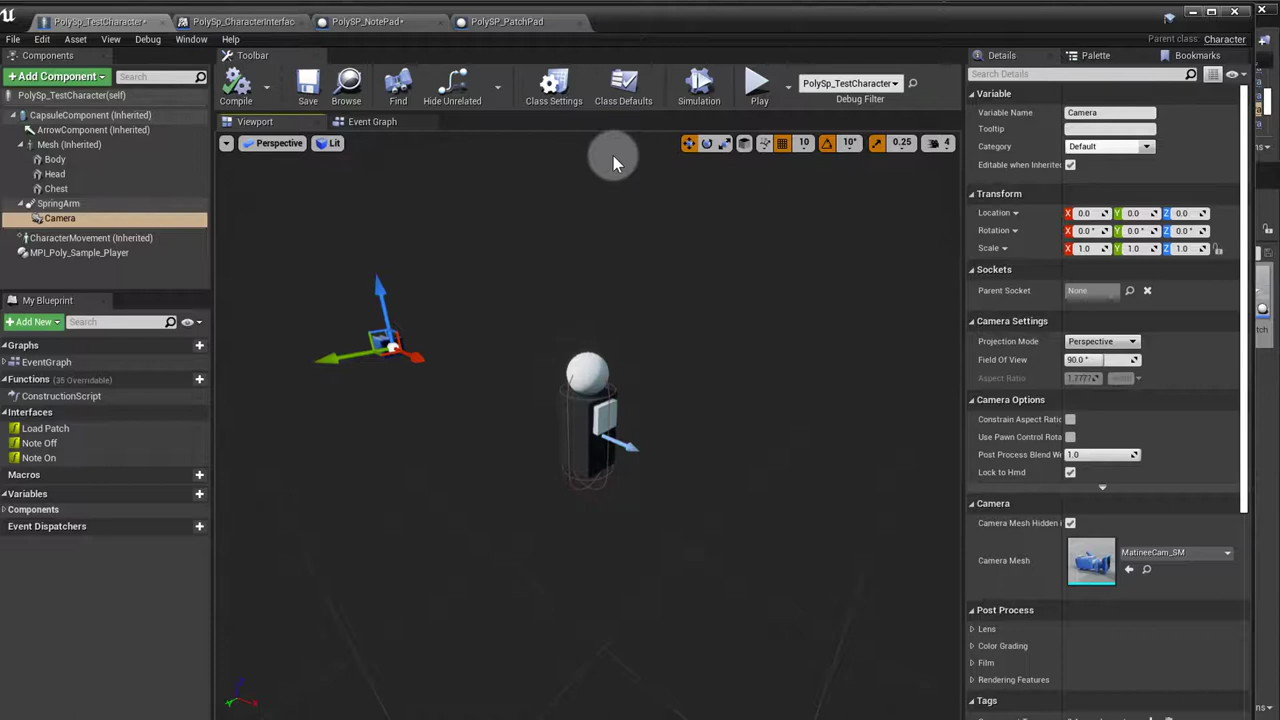 PolySp_TestCharacter*
PolySp_CharacterInterfac
PolySP_NotePad*
PolySP_PatchPad
File Edit Asset View Debug Window Help
Parent class: Character
Components
Toolbar
Details
Palette
Bookmarks
Add Component
Search
Search Details
PolySp_TestCharacter(self)
Compile
Save
Browse
Find
Hide Unrelated
Class Settings
Class Defaults
Simulation
Play
PolySp_TestCharacter
Debug Filter
CapsuleComponent (Inherited)
ArrowComponent (Inherited)
Mesh (Inherited)
Body
Head
Chest
SpringArm
Camera
CharacterMovement (Inherited)
MPI_Poly_Sample_Player
Viewport
Event Graph
Perspective
Lit
10
10°
0.25
4
My Blueprint
Add New
Search
Graphs
EventGraph
Functions (35 Overridable)
ConstructionScript
Interfaces
Load Patch
Note Off
Note On
Macros
Variables
Components
Event Dispatchers
Variable
Variable Name Camera
Tooltip
Category Default
Editable when Inherited
Transform
Location X 0.0 Y 0.0 Z 0.0
Rotation X 0.0 ° Y 0.0 ° Z 0.0 °
Scale X 1.0 Y 1.0 Z 1.0
Sockets
Parent Socket None
Camera Settings
Projection Mode Perspective
Field Of View 90.0 °
Aspect Ratio 1.7777
Camera Options
Constrain Aspect Ratio
Use Pawn Control Rota
Post Process Blend We 1.0
Lock to Hmd
Camera
Camera Mesh Hidden i
Camera Mesh
MatineeCam_SM
Post Process
Lens
Color Grading
Film
Rendering Features
Tags